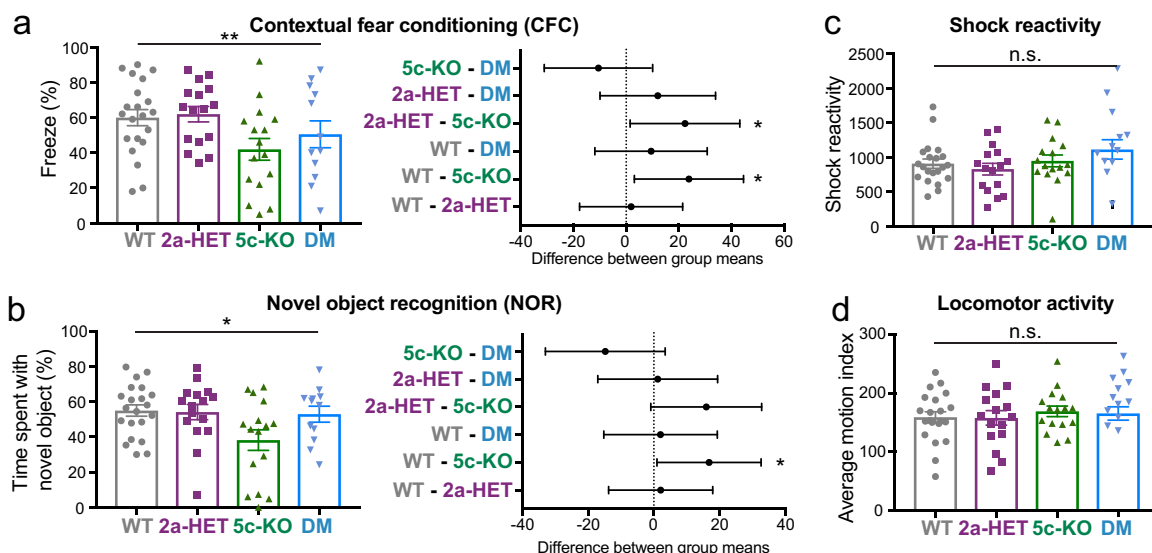 a
Contextual fear conditioning (CFC)
Freeze (%)
100
80
60
40
20
0
**
WT 2a-HET 5c-KO DM
5c-KO - DM
2a-HET - DM
2a-HET - 5c-KO
*
WT - DM
WT - 5c-KO
*
WT - 2a-HET
-40 -20 0 20 40 60
Difference between group means
b
Novel object recognition (NOR)
Time spent with
novel object (%)
100
80
60
40
20
0
*
WT 2a-HET 5c-KO DM
5c-KO - DM
2a-HET - DM
2a-HET - 5c-KO
WT - DM
WT - 5c-KO
*
WT - 2a-HET
-40 -20 0 20 40
Difference between group means
c
Shock reactivity
Shock reactivity
2500
2000
1500
1000
500
0
n.s.
WT 2a-HET 5c-KO DM
d
Locomotor activity
Average motion index
300
200
100
0
n.s.
WT 2a-HET 5c-KO DM